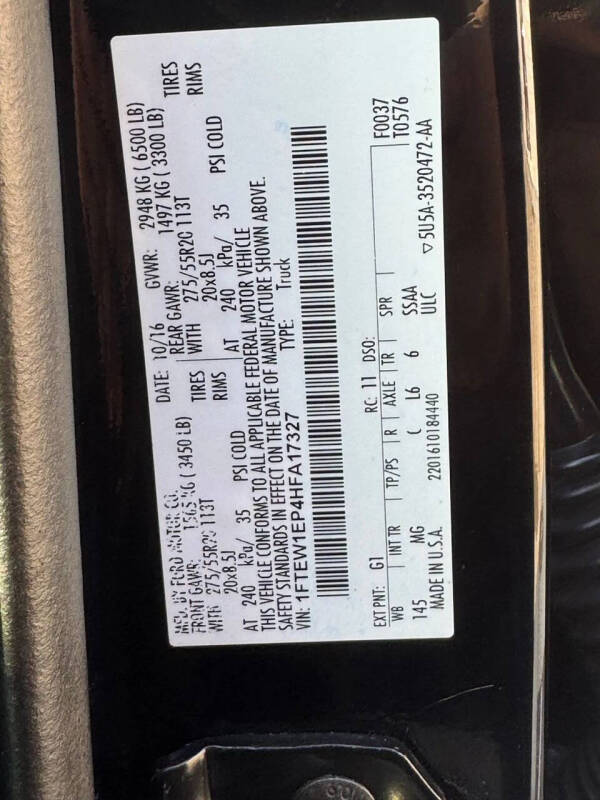 MFD. BY FORD MOTOR CO.
DATE: 10/16 GVWR: 2948 KG ( 6500 LB)
FRONT GAWR: 1565 KG ( 3450 LB) REAR GAWR: 1497 KG ( 3300 LB)
WITH 275/55R20 113T TIRES WITH 275/55R20 113T TIRES
20x8.5J RIMS 20x8.5J RIMS
AT 240 kPa/ 35 PSI COLD AT 240 kPa/ 35 PSI COLD
THIS VEHICLE CONFORMS TO ALL APPLICABLE FEDERAL MOTOR VEHICLE
SAFETY STANDARDS IN EFFECT ON THE DATE OF MANUFACTURE SHOWN ABOVE.
VIN: 1FTEW1EP4HFA17327 TYPE: Truck
F0037
EXT PNT: G1 RC: 11 DSO: T0576
WB INT TR TP/PS R AXLE TR SPR
145 MG C L6 6 SSAA
MADE IN U.S.A. 2201610184440 ULC
▽ 5U5A-3520472-AA